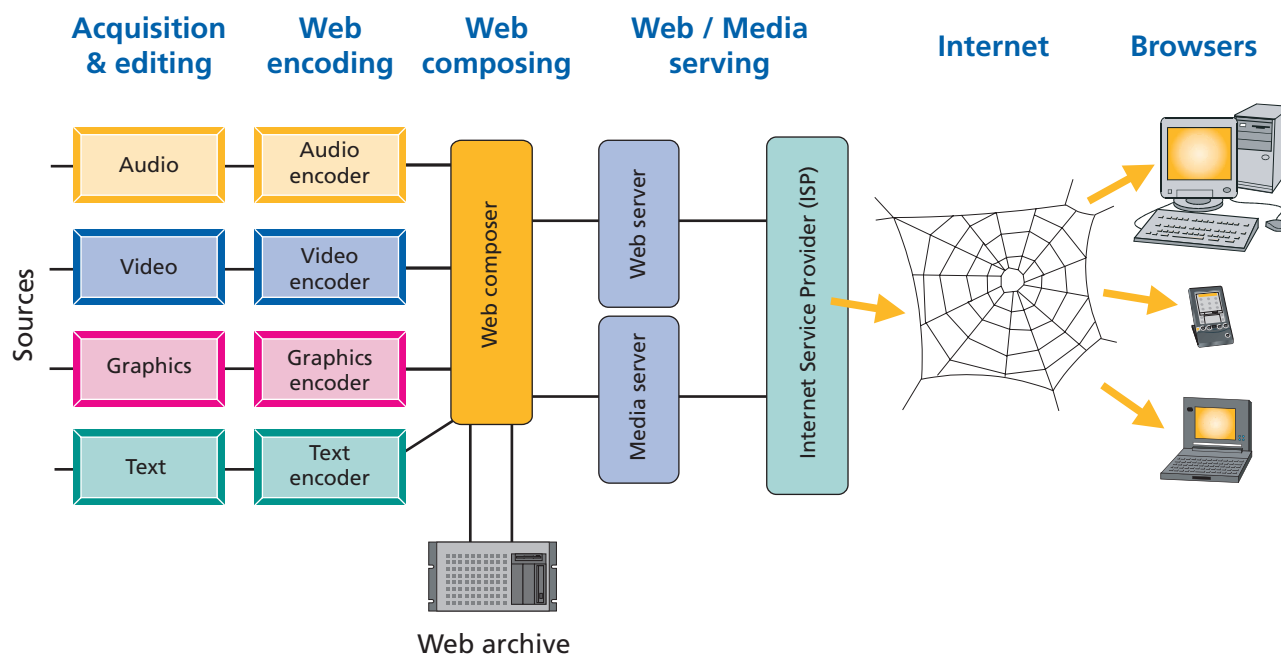 Acquisition
& editing
Web
encoding
Web
composing
Web / Media
serving
Internet
Browsers
Sources
Audio
Audio
encoder
Video
Video
encoder
Graphics
Graphics
encoder
Text
Text
encoder
Web composer
Web server
Media server
Internet Service Provider (ISP)
Web archive